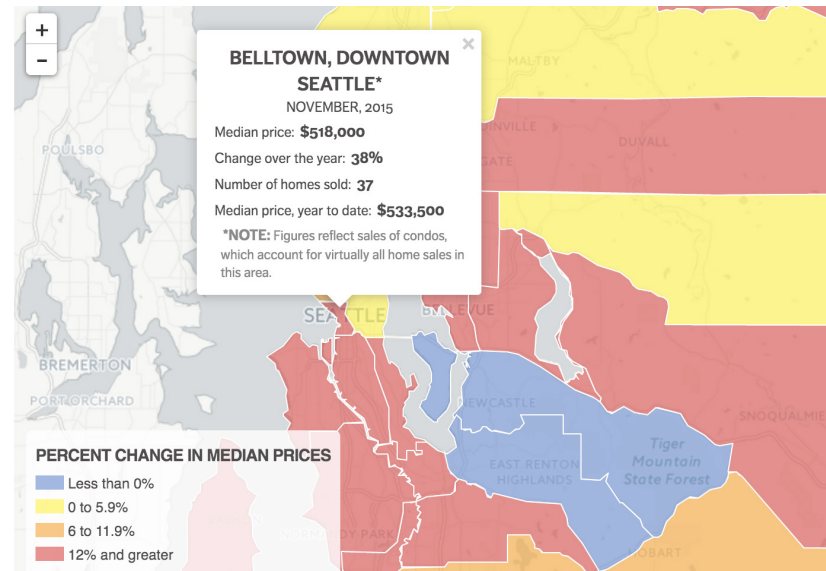 +
−
×
BELLTOWN, DOWNTOWN
SEATTLE*
NOVEMBER, 2015
Median price: $518,000
Change over the year: 38%
Number of homes sold: 37
Median price, year to date: $533,500
*NOTE: Figures reflect sales of condos,
which account for virtually all home sales in
this area.
MALTBY
POULSBO
DUVALL
SEATTLE
BELLEVUE
BREMERTON
PORT ORCHARD
NEWCASTLE
SNOQUALMIE
Tiger
Mountain
State Forest
EAST RENTON
HIGHLANDS
HOBART
PERCENT CHANGE IN MEDIAN PRICES
Less than 0%
0 to 5.9%
6 to 11.9%
12% and greater